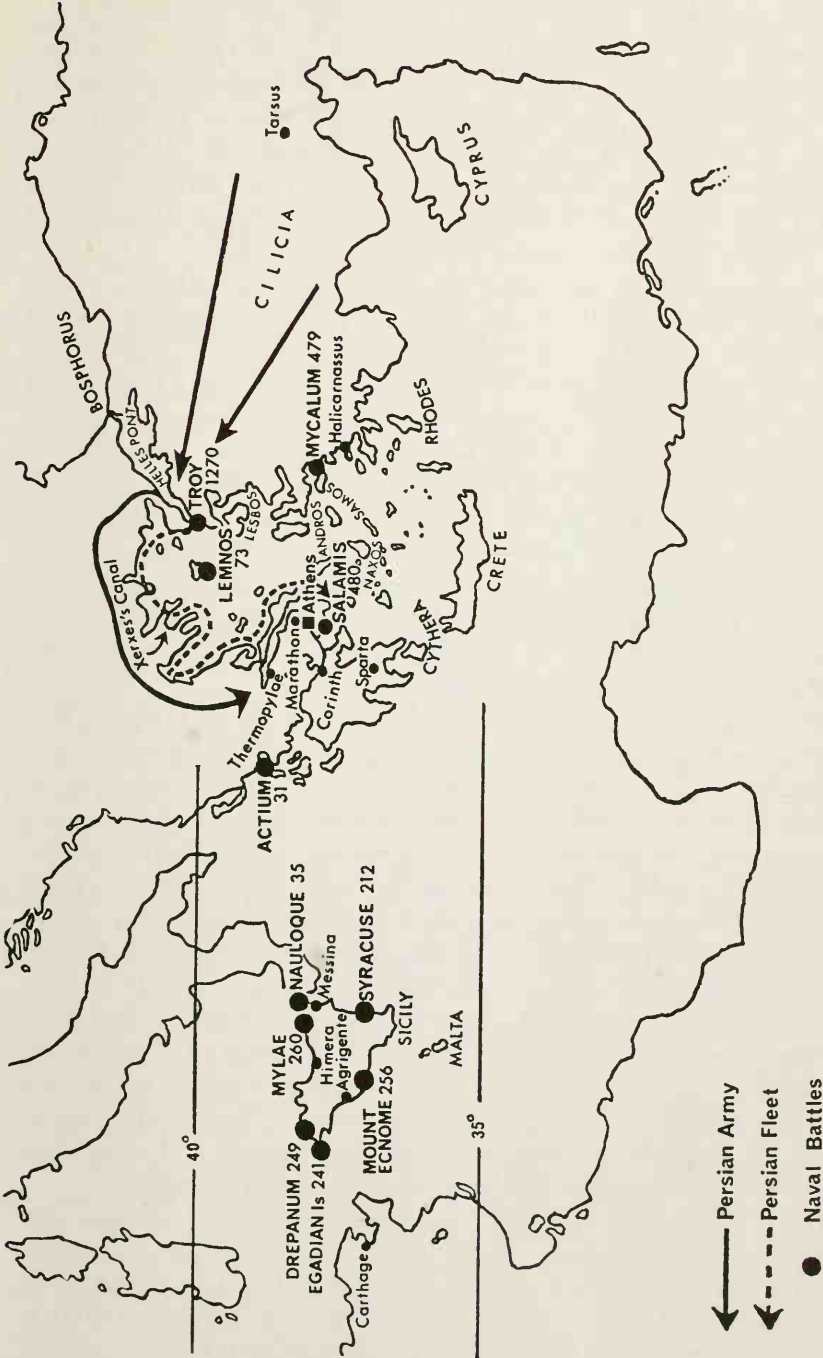 BOSPHORUS
HELLESPONT
Xerxes's Canal
TROY
1270
LEMNOS
73
LESBOS
CILICIA
Tarsus
CYPRUS
MYCALUM 479
Halicarnassus
RHODES
SAMOS
ANDROS
NAXOS
Thermopylae
Marathon
Athens
SALAMIS
480
Corinth
Sparta
CYTHERA
CRETE
ACTIUM
31
40°
NAULOQUE 35
Messina
MYLAE
260
Himera
Agrigente
SYRACUSE 212
SICILY
DREPANUM 249
EGADIAN Is 241
MOUNT
ECNOME 256
MALTA
Carthage
35°
Persian Army
Persian Fleet
Naval Battles